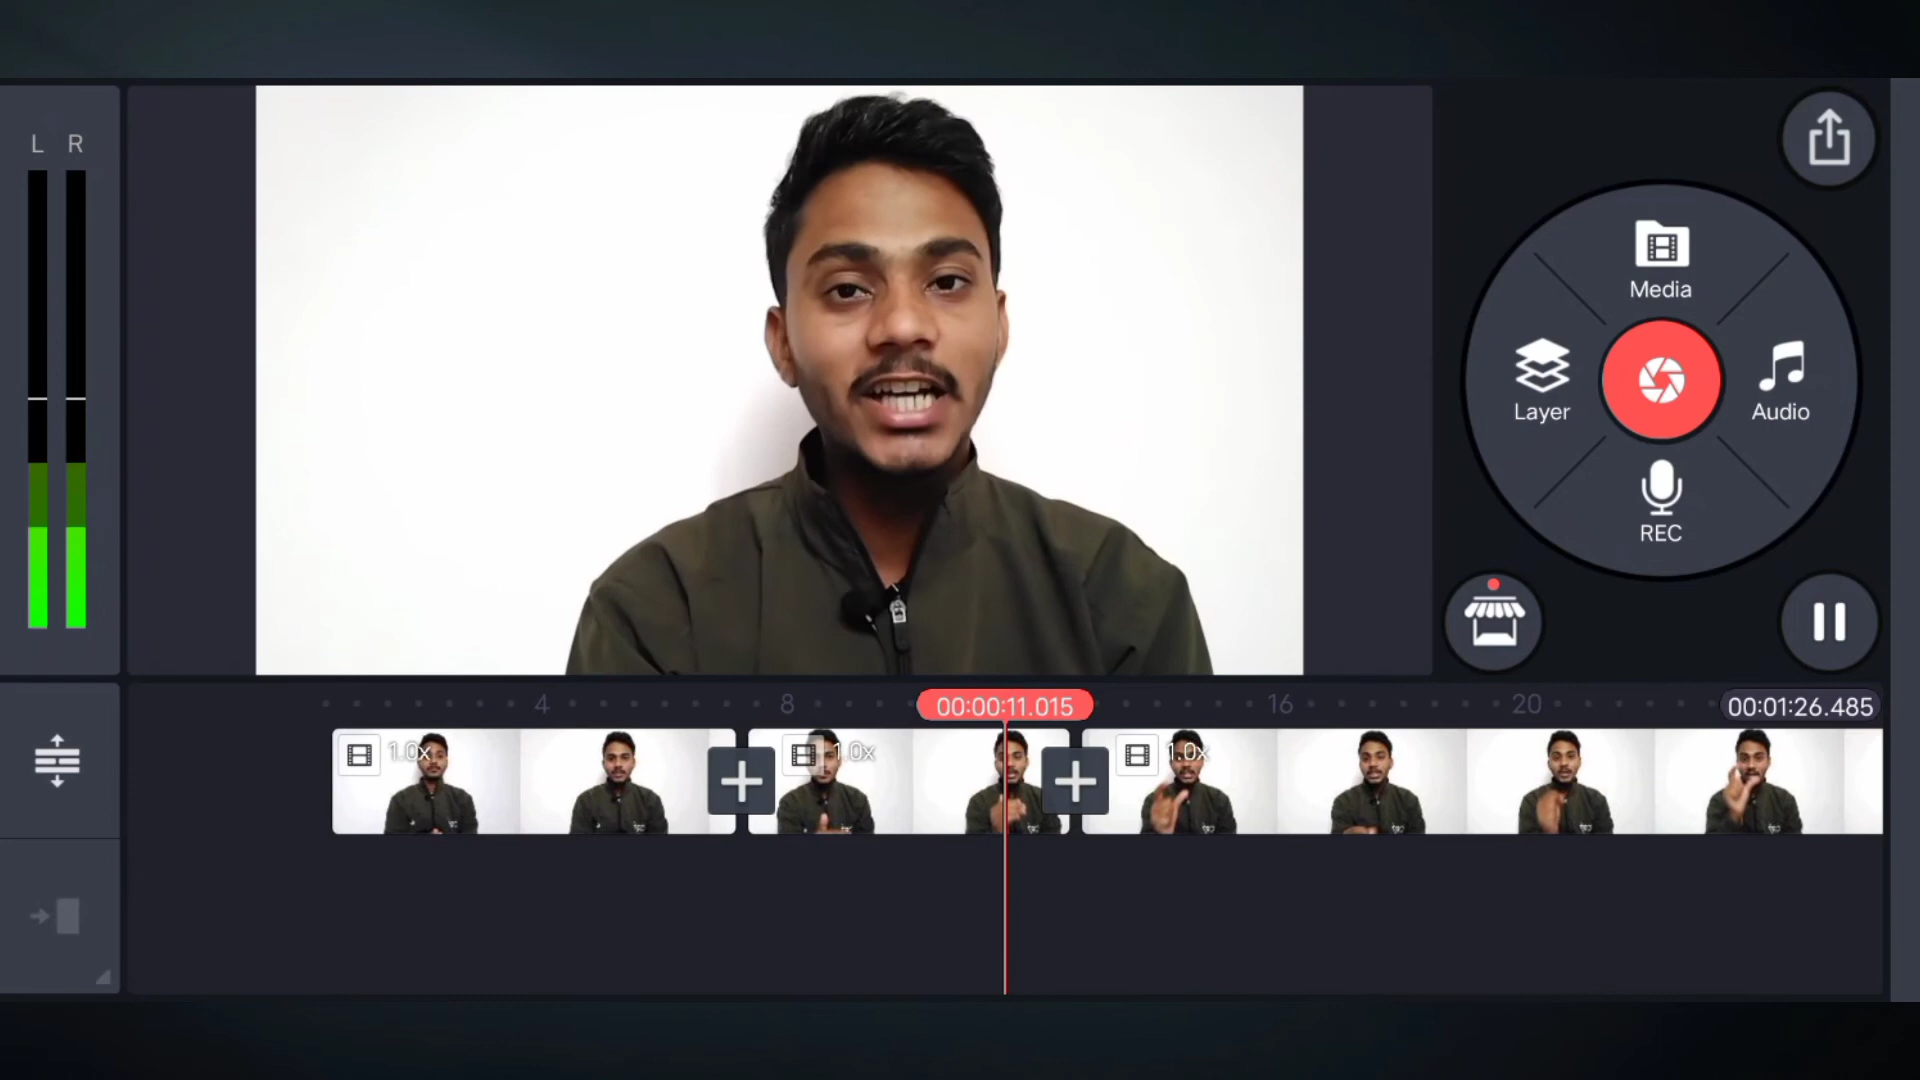 L R
Media
Layer
Audio
REC
4
8
00:00:11.015
16
20
00:01:26.485
1.0x
1.0x
1.0x